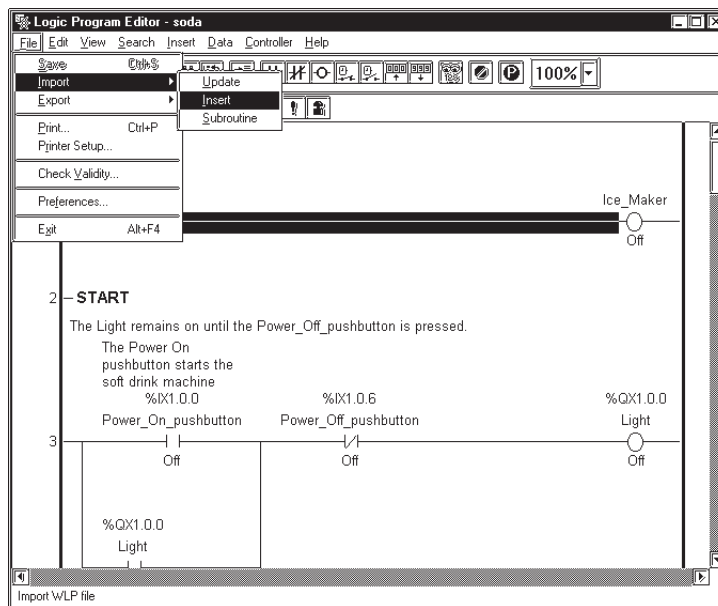 Logic Program Editor - soda
File Edit View Search Insert Data Controller Help
Save Ctrl+S
Import
Export
Print... Ctrl+P
Printer Setup...
Check Validity...
Preferences...
Exit Alt+F4
Update
Insert
Subroutine
100%
Ice_Maker
Off
2 START
The Light remains on until the Power_Off_pushbutton is pressed.
The Power On
pushbutton starts the
soft drink machine
%IX1.0.0 %IX1.0.6 %QX1.0.0
Power_On_pushbutton Power_Off_pushbutton Light
3
Off Off Off
%QX1.0.0
Light
Import WLP file